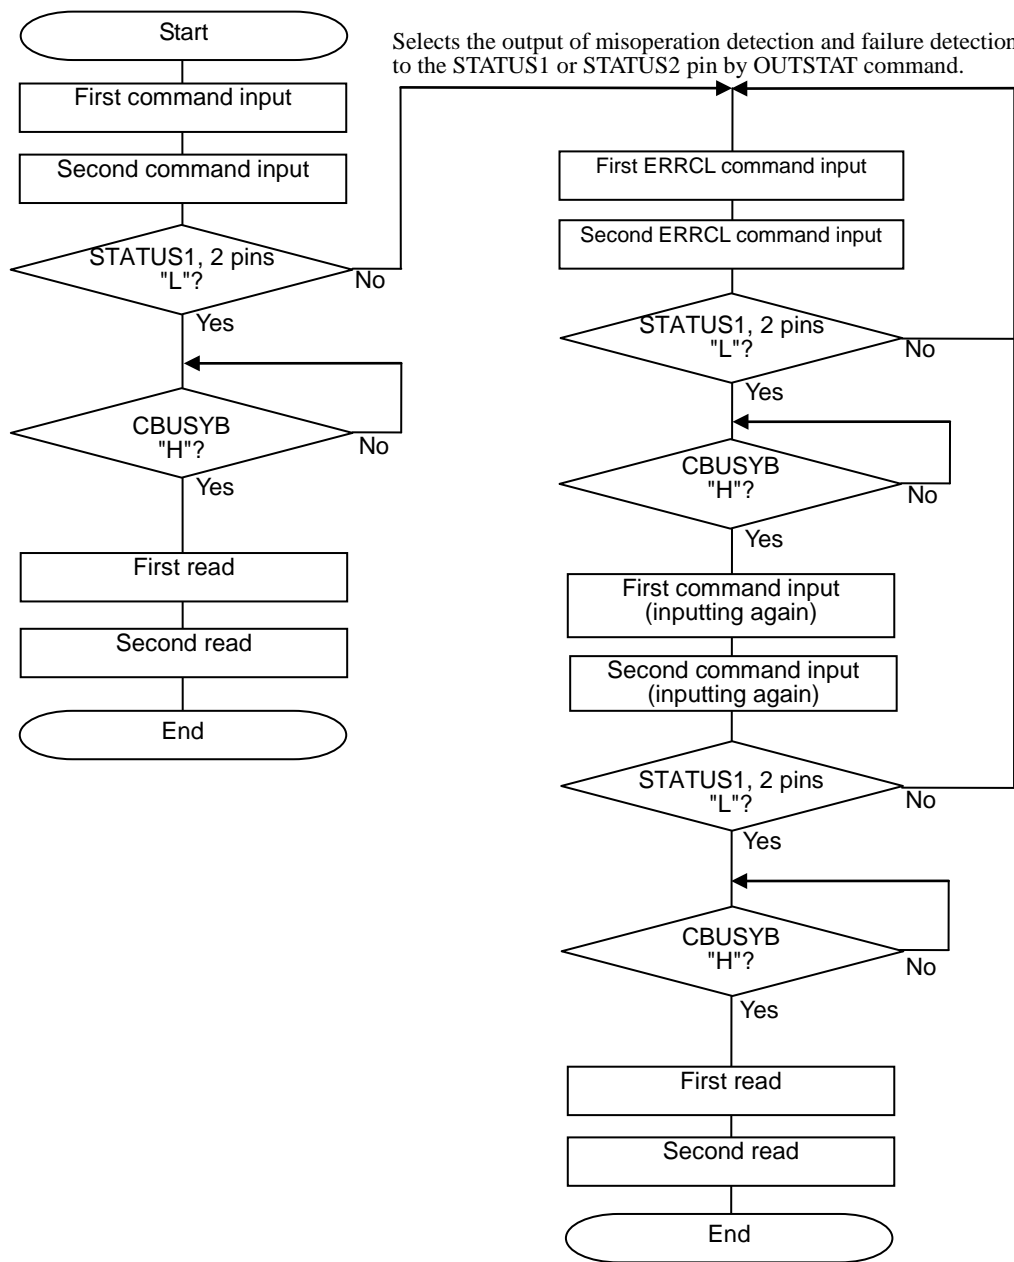 Start
First command input
Second command input
STATUS1, 2 pins
"L"?
No
Yes
CBUSYB
"H"?
No
Yes
First read
Second read
End
Selects the output of misoperation detection and failure detection
to the STATUS1 or STATUS2 pin by OUTSTAT command.
First ERRCL command input
Second ERRCL command input
STATUS1, 2 pins
"L"?
No
Yes
CBUSYB
"H"?
No
Yes
First command input
(inputting again)
Second command input
(inputting again)
STATUS1, 2 pins
"L"?
No
Yes
CBUSYB
"H"?
No
Yes
First read
Second read
End